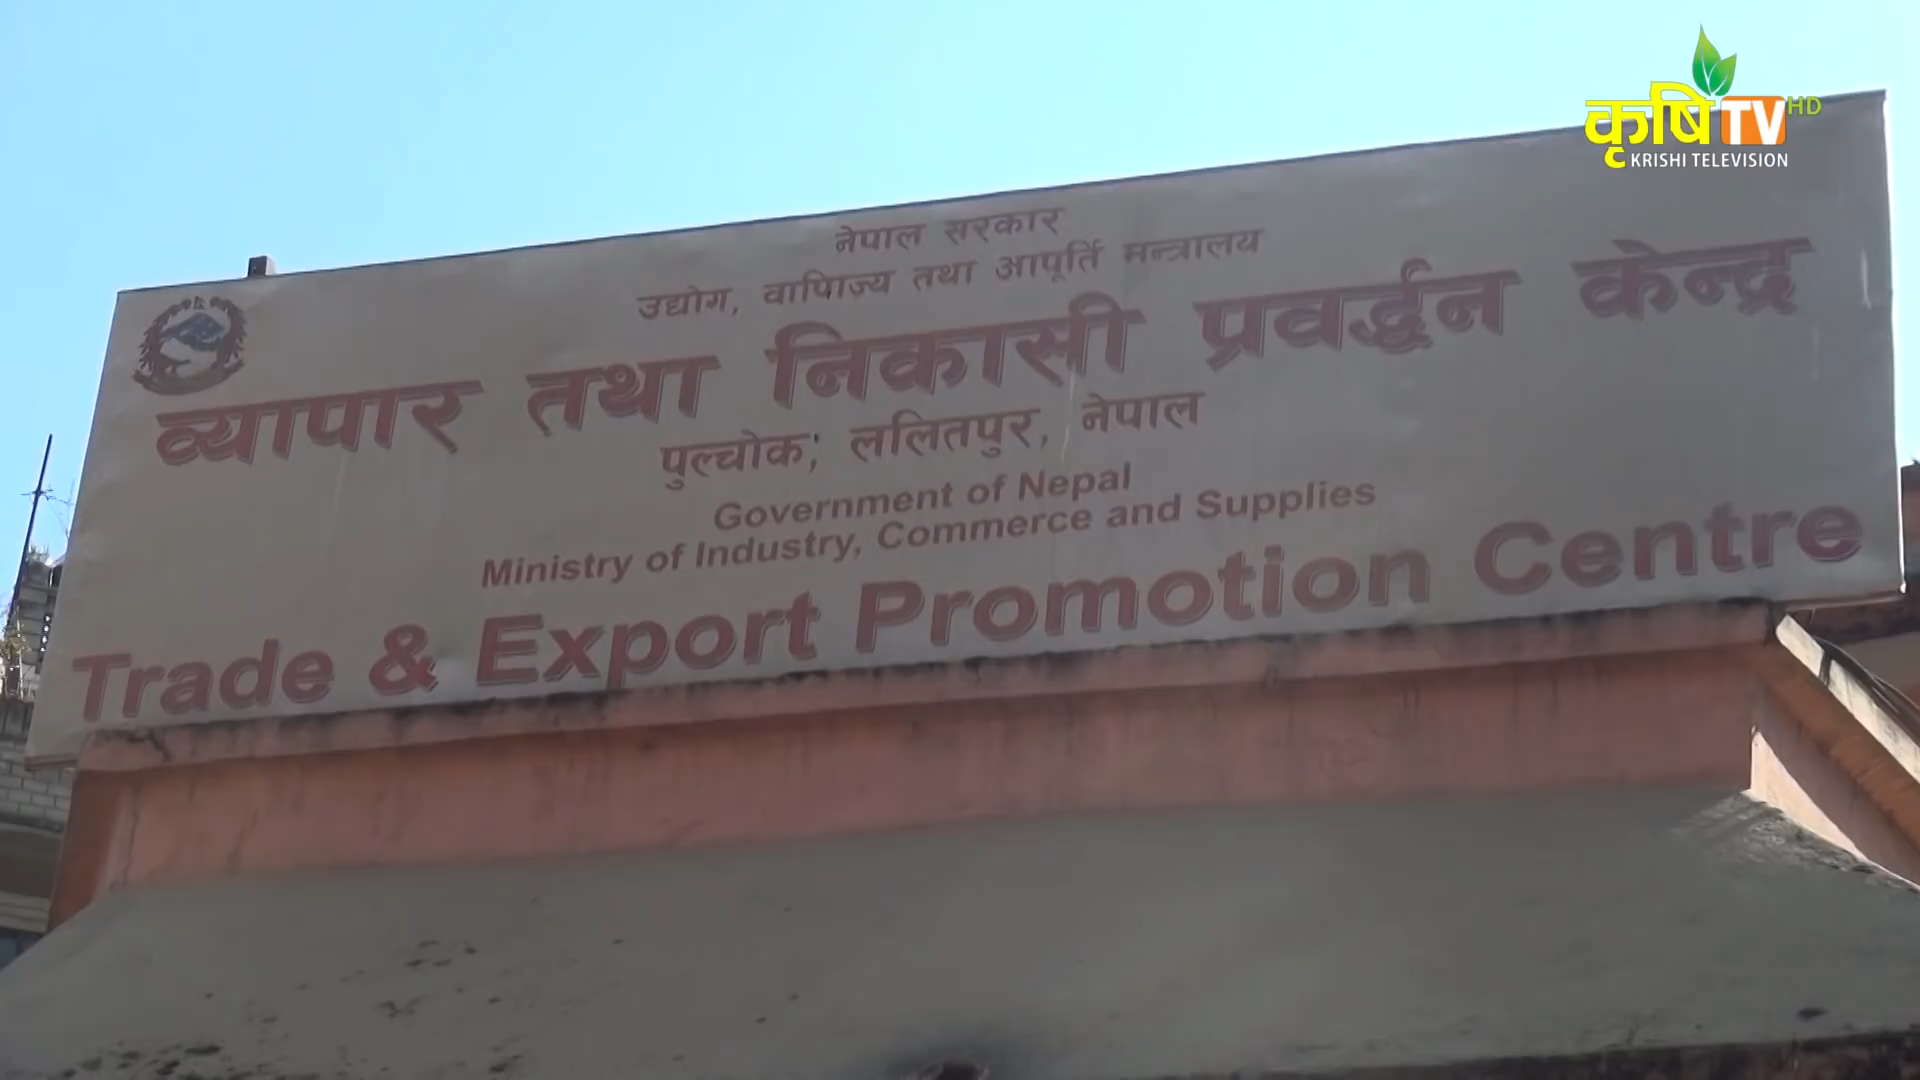 कृषि TV HD
KRISHI TELEVISION
नेपाल सरकार
उद्योग, वाणिज्य तथा आपूर्ति मन्त्रालय
व्यापार तथा निकासी प्रवर्द्धन केन्द्र
पुल्चोक, ललितपुर, नेपाल
Government of Nepal
Ministry of Industry, Commerce and Supplies
Trade & Export Promotion Centre